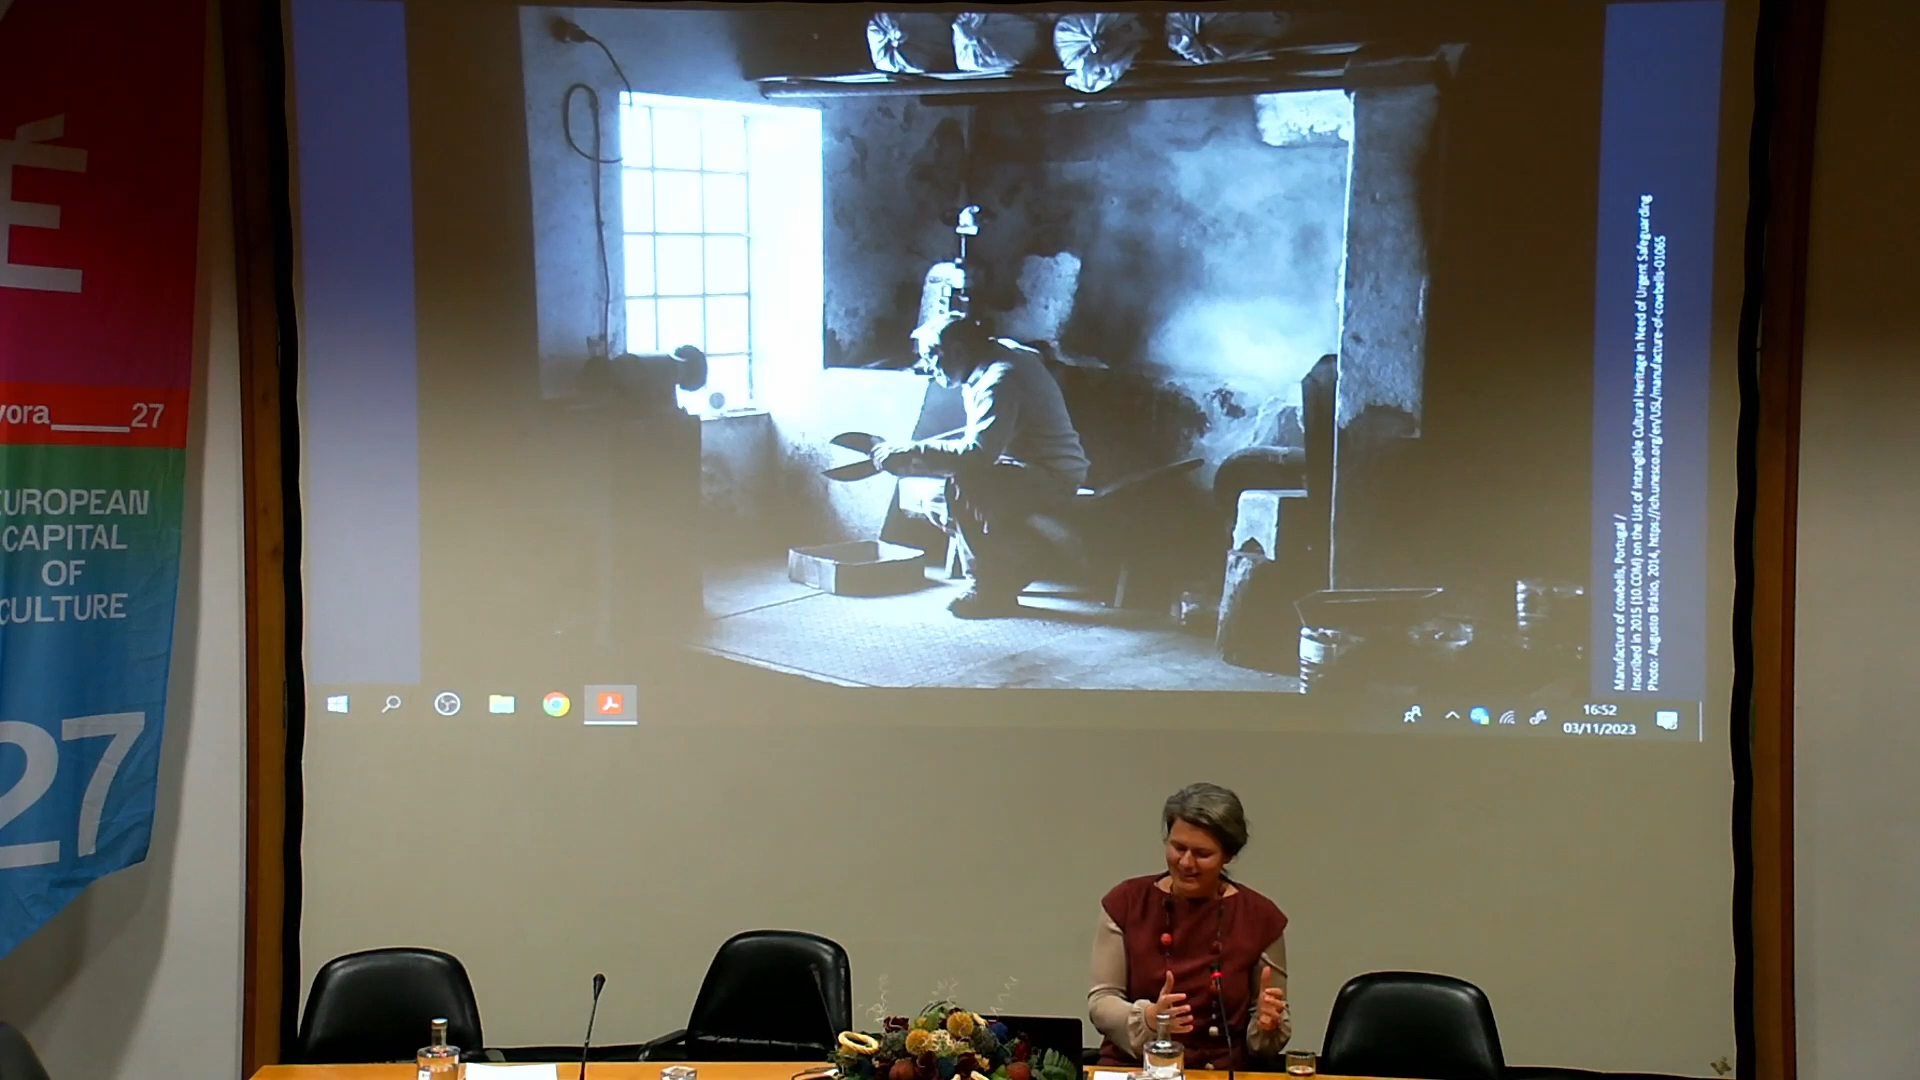 É
vora____27
EUROPEAN
CAPITAL
OF
CULTURE
27
Manufacture of cowbells, Portugal /
Inscribed in 2015 (10.COM) on the List of Intangible Cultural Heritage in Need of Urgent Safeguarding
Photo: Augusto Brázio, 2014, https://ich.unesco.org/en/USL/manufacture-of-cowbells-01065
16:52
03/11/2023